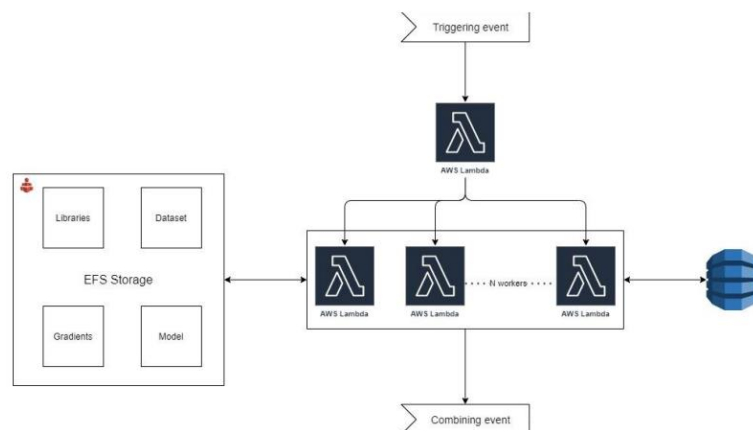 Triggering event
AWS Lambda
Libraries
Dataset
EFS Storage
Gradients
Model
N workers
AWS Lambda
AWS Lambda
AWS Lambda
Combining event